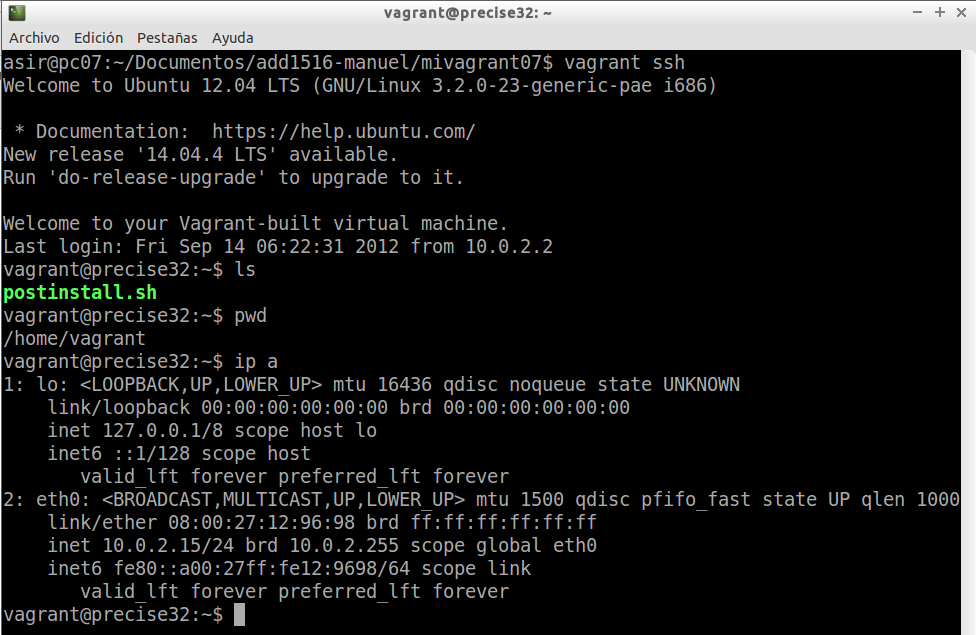 vagrant@precise32: ~
Archivo Edición Pestañas Ayuda
asir@pc07:~/Documentos/add1516-manuel/mivagrant07$ vagrant ssh
Welcome to Ubuntu 12.04 LTS (GNU/Linux 3.2.0-23-generic-pae i686)

 * Documentation:  https://help.ubuntu.com/
New release '14.04.4 LTS' available.
Run 'do-release-upgrade' to upgrade to it.

Welcome to your Vagrant-built virtual machine.
Last login: Fri Sep 14 06:22:31 2012 from 10.0.2.2
vagrant@precise32:~$ ls
postinstall.sh
vagrant@precise32:~$ pwd
/home/vagrant
vagrant@precise32:~$ ip a
1: lo: <LOOPBACK,UP,LOWER_UP> mtu 16436 qdisc noqueue state UNKNOWN
    link/loopback 00:00:00:00:00:00 brd 00:00:00:00:00:00
    inet 127.0.0.1/8 scope host lo
    inet6 ::1/128 scope host
       valid_lft forever preferred_lft forever
2: eth0: <BROADCAST,MULTICAST,UP,LOWER_UP> mtu 1500 qdisc pfifo_fast state UP qlen 1000
    link/ether 08:00:27:12:96:98 brd ff:ff:ff:ff:ff:ff
    inet 10.0.2.15/24 brd 10.0.2.255 scope global eth0
    inet6 fe80::a00:27ff:fe12:9698/64 scope link
       valid_lft forever preferred_lft forever
vagrant@precise32:~$